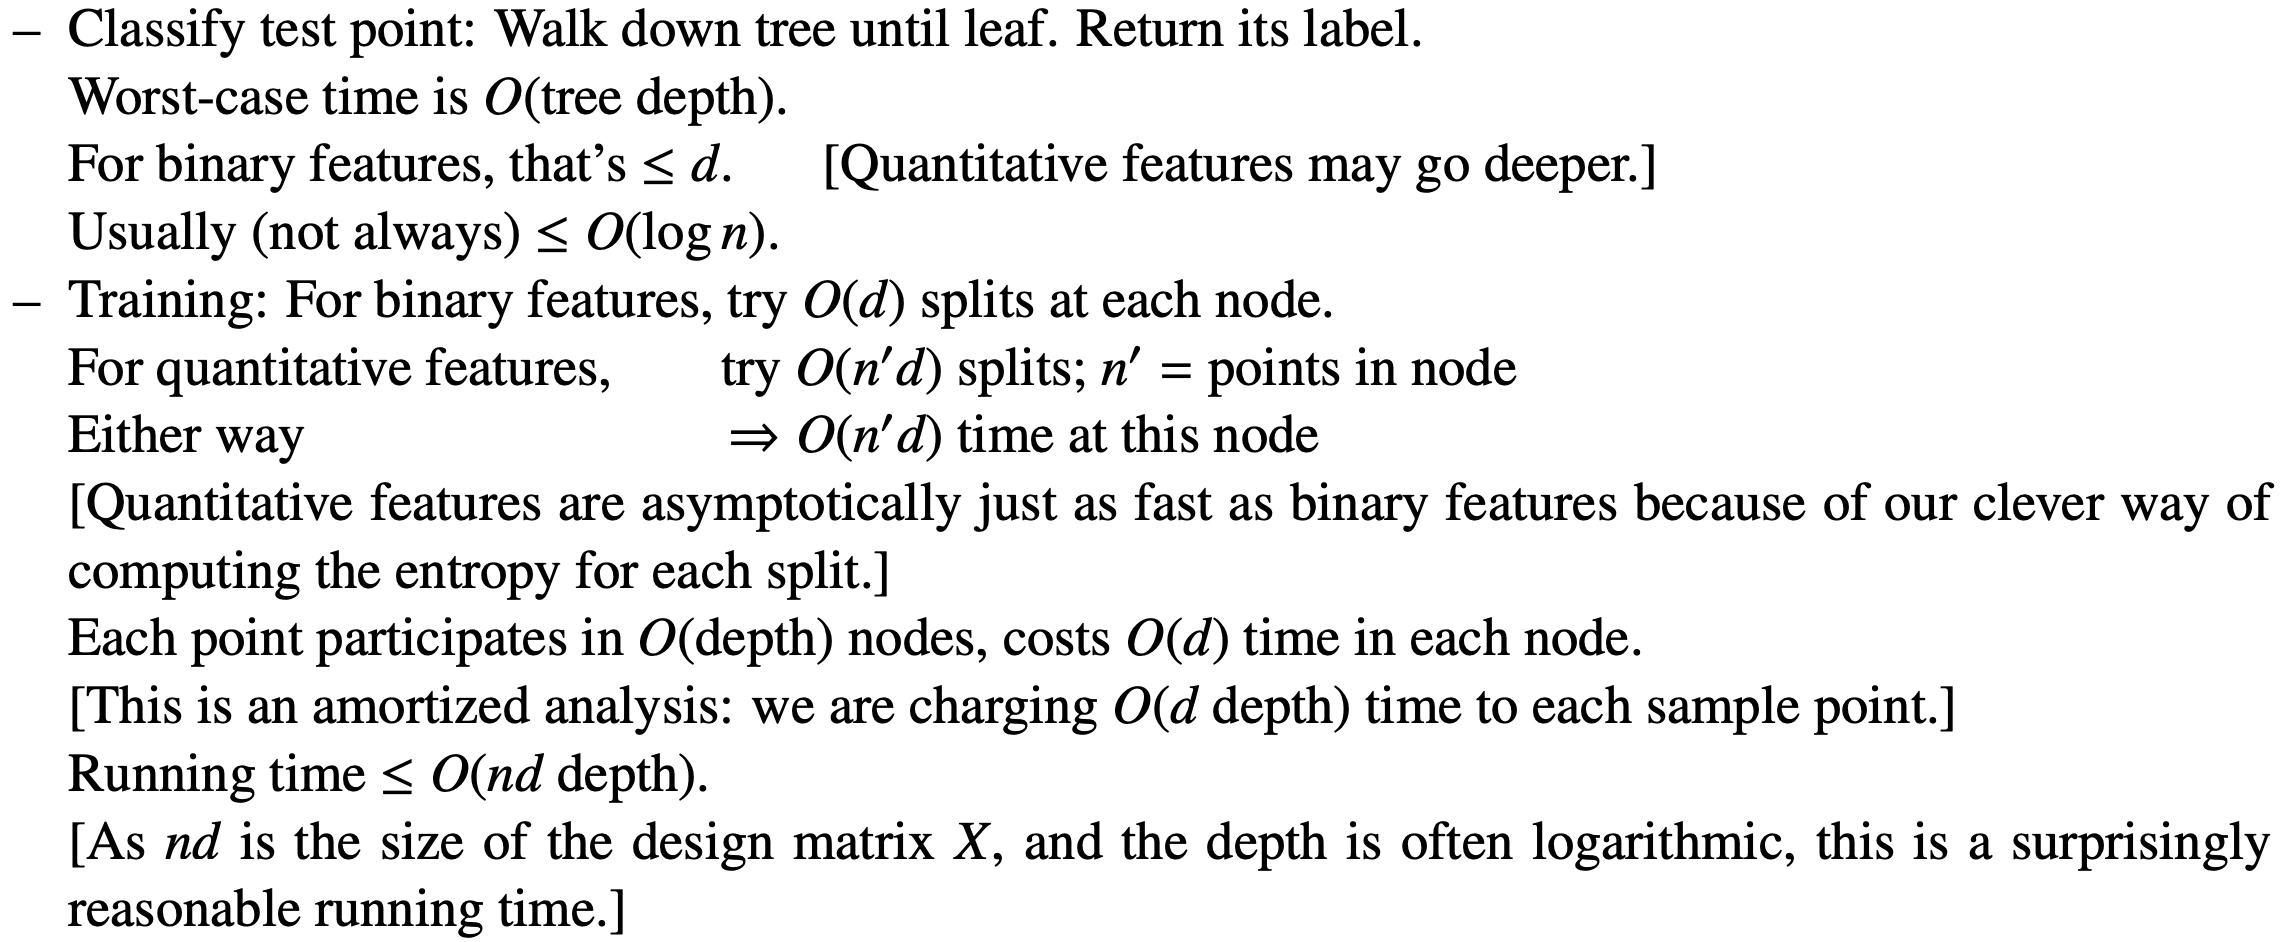 – Classify test point: Walk down tree until leaf. Return its label.
Worst-case time is O(tree depth).
For binary features, that’s ≤ d. [Quantitative features may go deeper.]
Usually (not always) ≤ O(log n).
– Training: For binary features, try O(d) splits at each node.
For quantitative features, try O(n′d) splits; n′ = points in node
Either way ⇒ O(n′d) time at this node
[Quantitative features are asymptotically just as fast as binary features because of our clever way of
computing the entropy for each split.]
Each point participates in O(depth) nodes, costs O(d) time in each node.
[This is an amortized analysis: we are charging O(d depth) time to each sample point.]
Running time ≤ O(nd depth).
[As nd is the size of the design matrix X, and the depth is often logarithmic, this is a surprisingly
reasonable running time.]